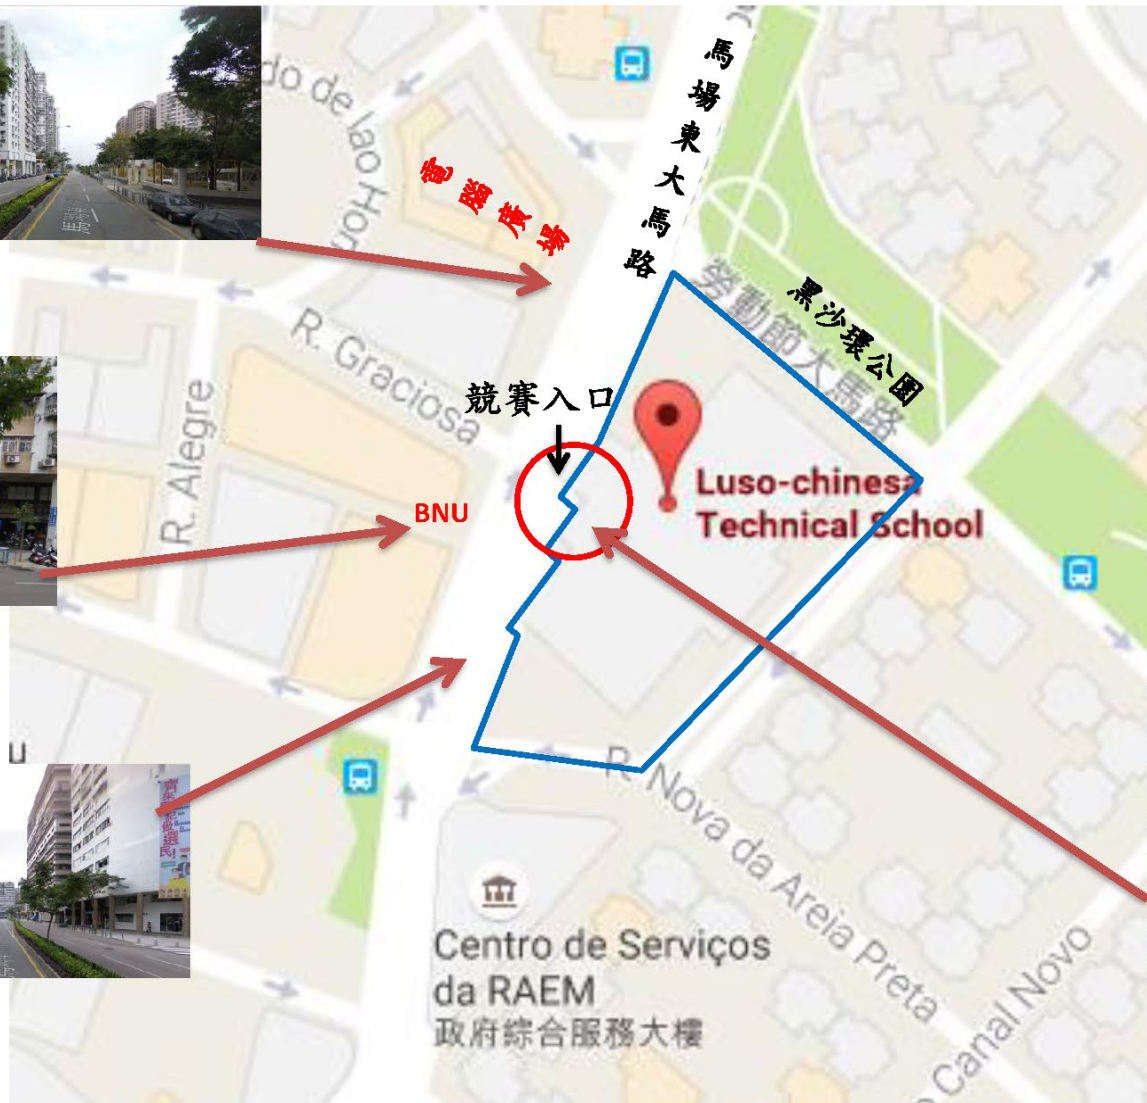 馬場東大馬路
do de Iao Hon
電腦廣場
R. Graciosa
勞動節大馬路
黑沙環公園
R. Alegre
競賽入口
BNU
Luso-chinesa
Technical School
R. Nova da Areia Preta
u
Centro de Serviços
da RAEM
政府綜合服務大樓
Canal Novo